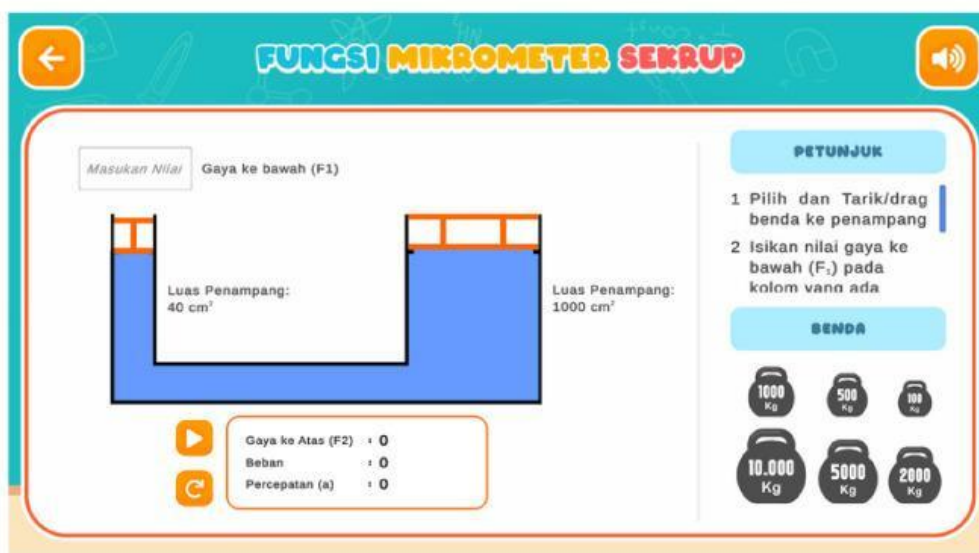 FUNGSI MIKROMETER SEKRUP
Masukan Nilai
Gaya ke bawah (F1)
Luas Penampang:
40 cm²
Luas Penampang:
1000 cm²
Gaya ke Atas (F2) : 0
Beban : 0
Percepatan (a) : 0
PETUNJUK
1 Pilih dan Tarik/drag
benda ke penampang
2 Isikan nilai gaya ke
bawah (F₁) pada
kolom yang ada
BENDA
1000
Kg
500
Kg
100
Kg
10.000
Kg
5000
Kg
2000
Kg